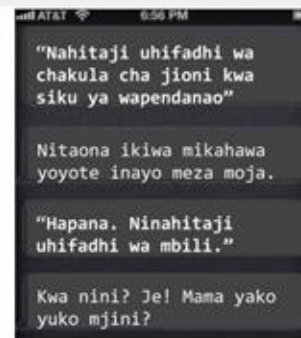 AT&T 6:56 PM
“Nahitaji uhifadhi wa
chakula cha jioni kwa
siku ya wapendanao”
Nitaona ikiwa mikahawa
yoyote inayo meza moja.
“Hapana. Ninahitaji
uhifadhi wa mbili.”
Kwa nini? Je! Mama yako
yuko mjini?